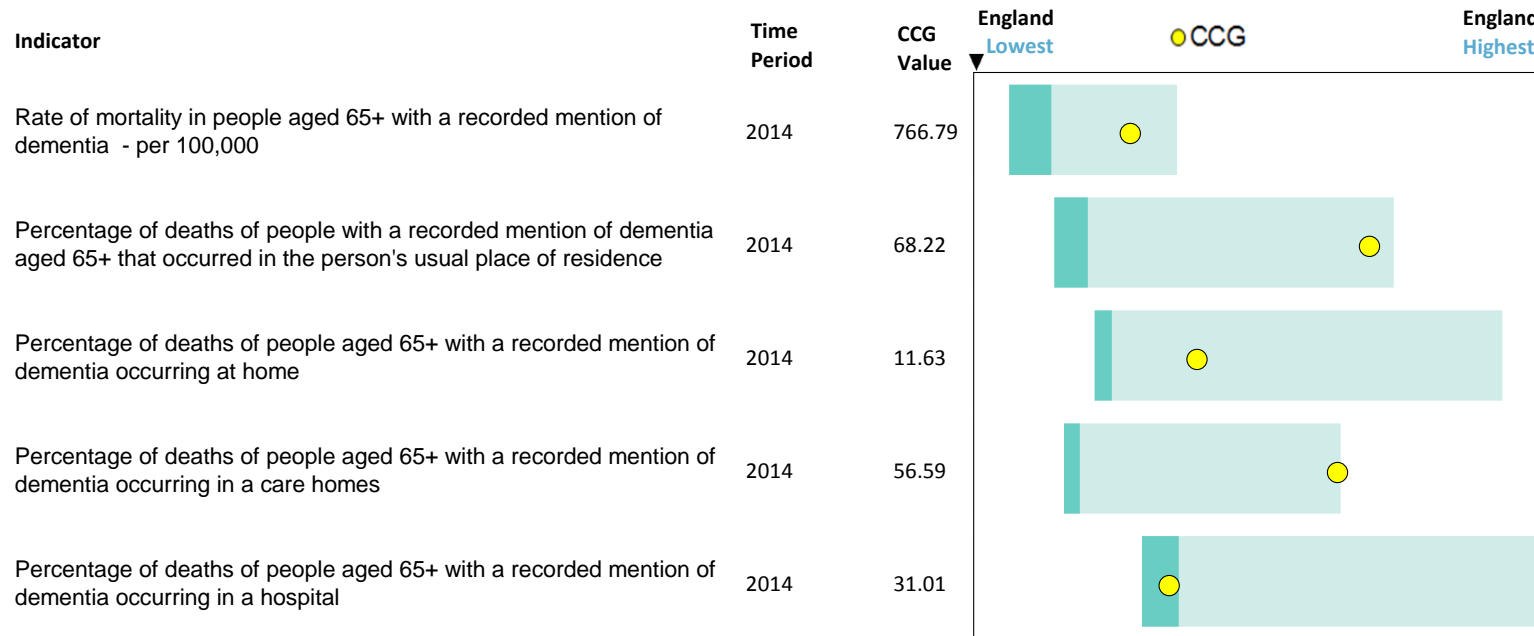 Indicator
Time Period
CCG Value
England Lowest
CCG
England Highest
Rate of mortality in people aged 65+ with a recorded mention of
dementia  - per 100,000
2014
766.79
Percentage of deaths of people with a recorded mention of dementia
aged 65+ that occurred in the person's usual place of residence
2014
68.22
Percentage of deaths of people aged 65+ with a recorded mention of
dementia occurring at home
2014
11.63
Percentage of deaths of people aged 65+ with a recorded mention of
dementia occurring in a care homes
2014
56.59
Percentage of deaths of people aged 65+ with a recorded mention of
dementia occurring in a hospital
2014
31.01